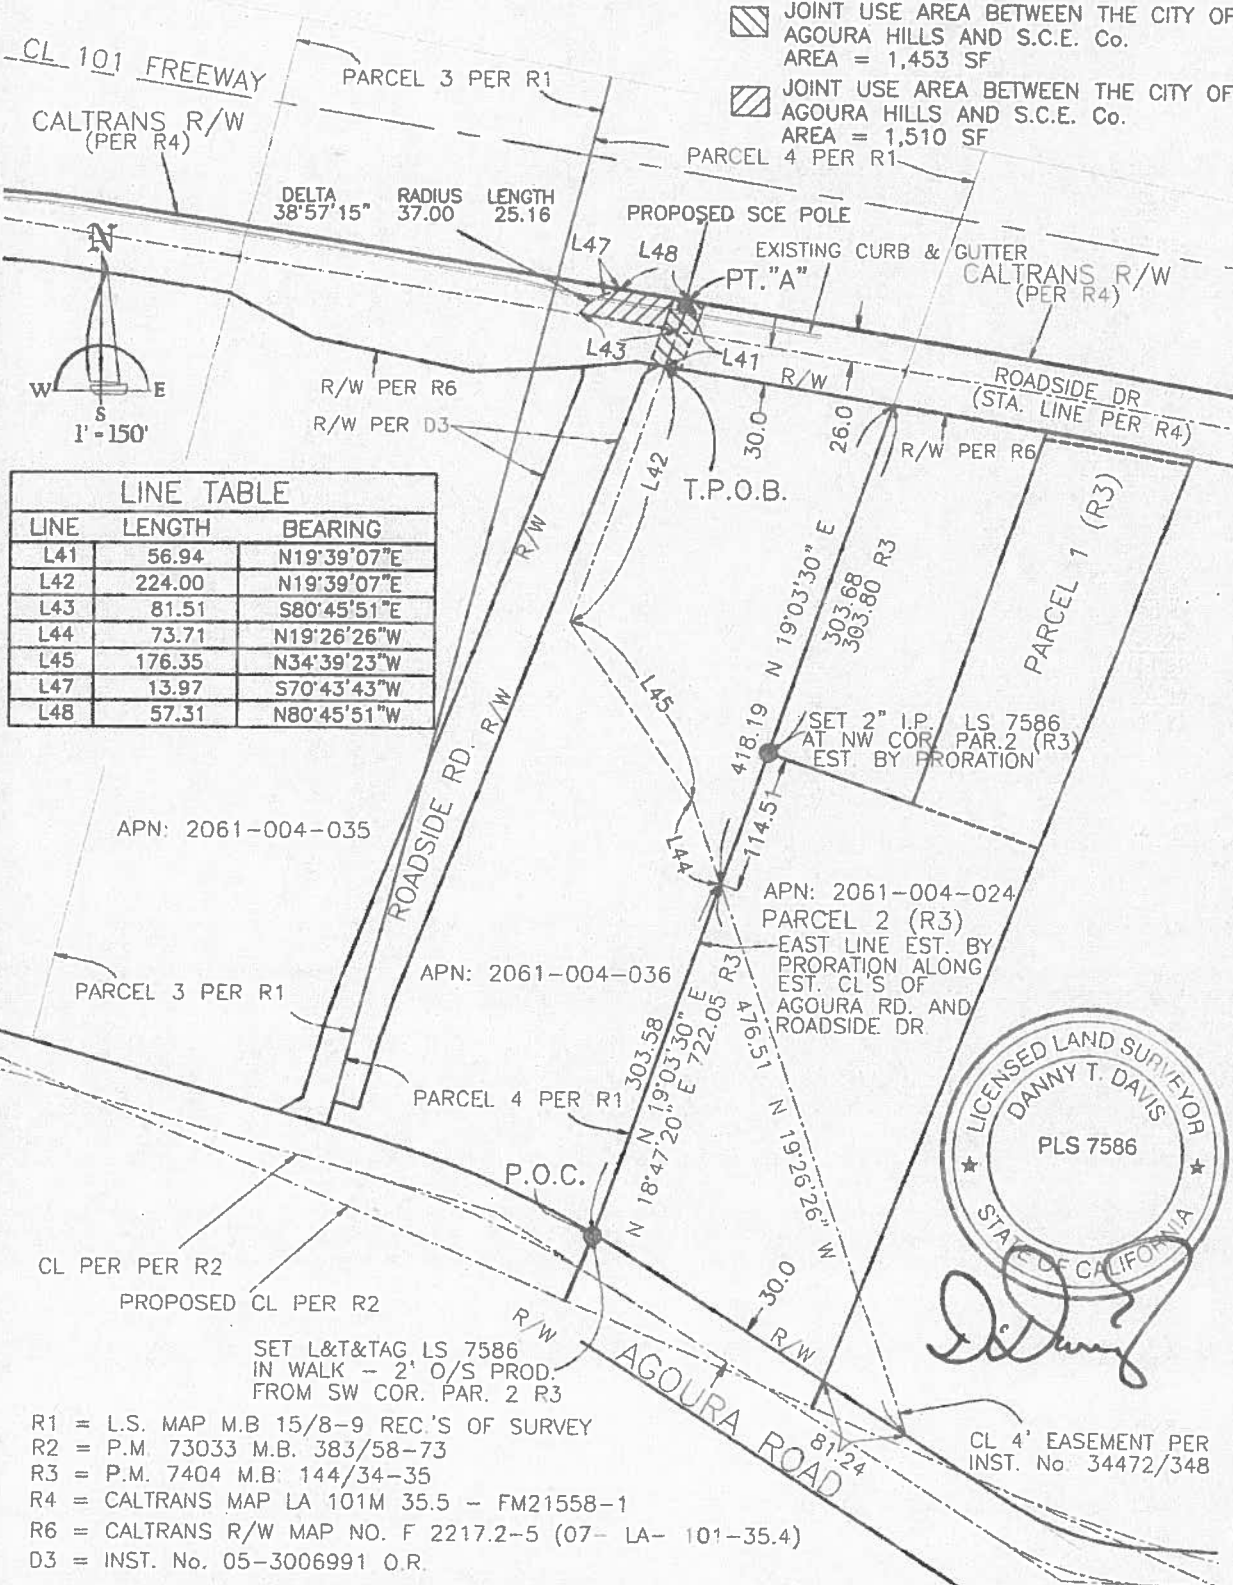 JOINT USE AREA BETWEEN THE CITY OF
AGOURA HILLS AND S.C.E. Co.
AREA = 1,453 SF
JOINT USE AREA BETWEEN THE CITY OF
AGOURA HILLS AND S.C.E. Co.
AREA = 1,510 SF
CL 101 FREEWAY
PARCEL 3 PER R1
CALTRANS R/W
(PER R4)
PARCEL 4 PER R1
DELTA RADIUS LENGTH
38°57'15" 37.00 25.16
PROPOSED SCE POLE
L47
L48
EXISTING CURB & GUTTER
PT."A"
CALTRANS R/W
(PER R4)
N
W E
S
1' = 150'
L43
L41
R/W
ROADSIDE DR
(STA. LINE PER R4)
R/W PER R6
R/W PER D3
30.0
26.0
R/W PER R6
L42
T.P.O.B.
R/W
LINE TABLE
LINE LENGTH BEARING
L41 56.94 N19°39'07"E
L42 224.00 N19°39'07"E
L43 81.51 S80°45'51"E
L44 73.71 N19°26'26"W
L45 176.35 N34°39'23"W
L47 13.97 S70°43'43"W
L48 57.31 N80°45'51"W
N 19°03'30" E
303.68
303.80 R3
PARCEL 1 (R3)
L45
418.19
SET 2" I.P. LS 7586
AT NW COR. PAR.2 (R3)
EST. BY PRORATION
R/W
ROADSIDE RD.
114.51
L44
APN: 2061-004-035
APN: 2061-004-024
PARCEL 2 (R3)
EAST LINE EST. BY
PRORATION ALONG
EST. CL'S OF
AGOURA RD. AND
ROADSIDE DR.
APN: 2061-004-036
PARCEL 3 PER R1
303.58
N 19°03'30" E
N 18°47'20" E 722.05 R3
476.51 N 19°26'26" W
PARCEL 4 PER R1
LICENSED LAND SURVEYOR
DANNY T. DAVIS
PLS 7586
STATE OF CALIFORNIA
P.O.C.
CL PER PER R2
PROPOSED CL PER R2
30.0
R/W
R/W
SET L&T&TAG LS 7586
IN WALK - 2' O/S PROD.
FROM SW COR. PAR. 2 R3
AGOURA ROAD
81.24
CL 4' EASEMENT PER
INST. No. 34472/348
R1 = L.S. MAP M.B 15/8-9 REC.'S OF SURVEY
R2 = P.M. 73033 M.B. 383/58-73
R3 = P.M. 7404 M.B. 144/34-35
R4 = CALTRANS MAP LA 101M 35.5 - FM21558-1
R6 = CALTRANS R/W MAP NO. F 2217.2-5 (07- LA- 101-35.4)
D3 = INST. No. 05-3006991 O.R.